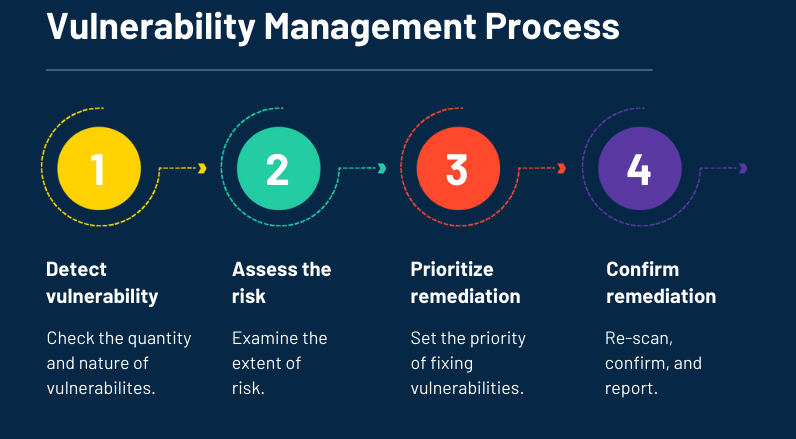 Vulnerability Management Process
1
2
3
4
Detect
vulnerability
Check the quantity
and nature of
vulnerabilites.
Assess the
risk
Examine the
extent of
risk.
Prioritize
remediation
Set the priority
of fixing
vulnerabilities.
Confirm
remediation
Re-scan,
confirm, and
report.